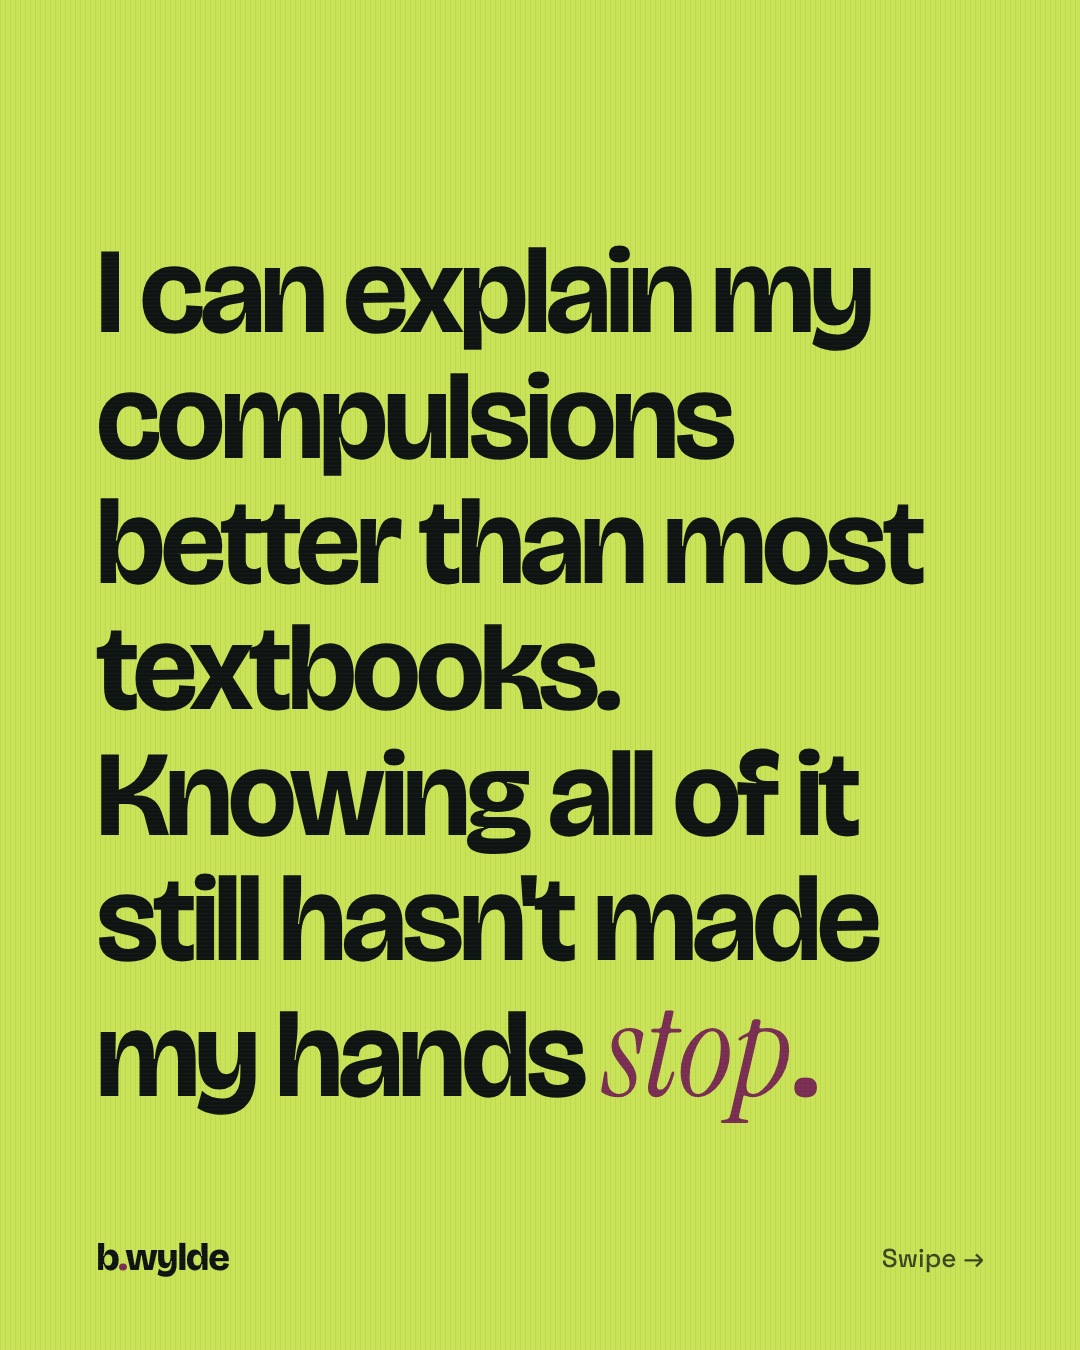 I can explain my
compulsions
better than most
textbooks.
Knowing all of it
still hasn't made
my hands stop.
b.wylde
Swipe →